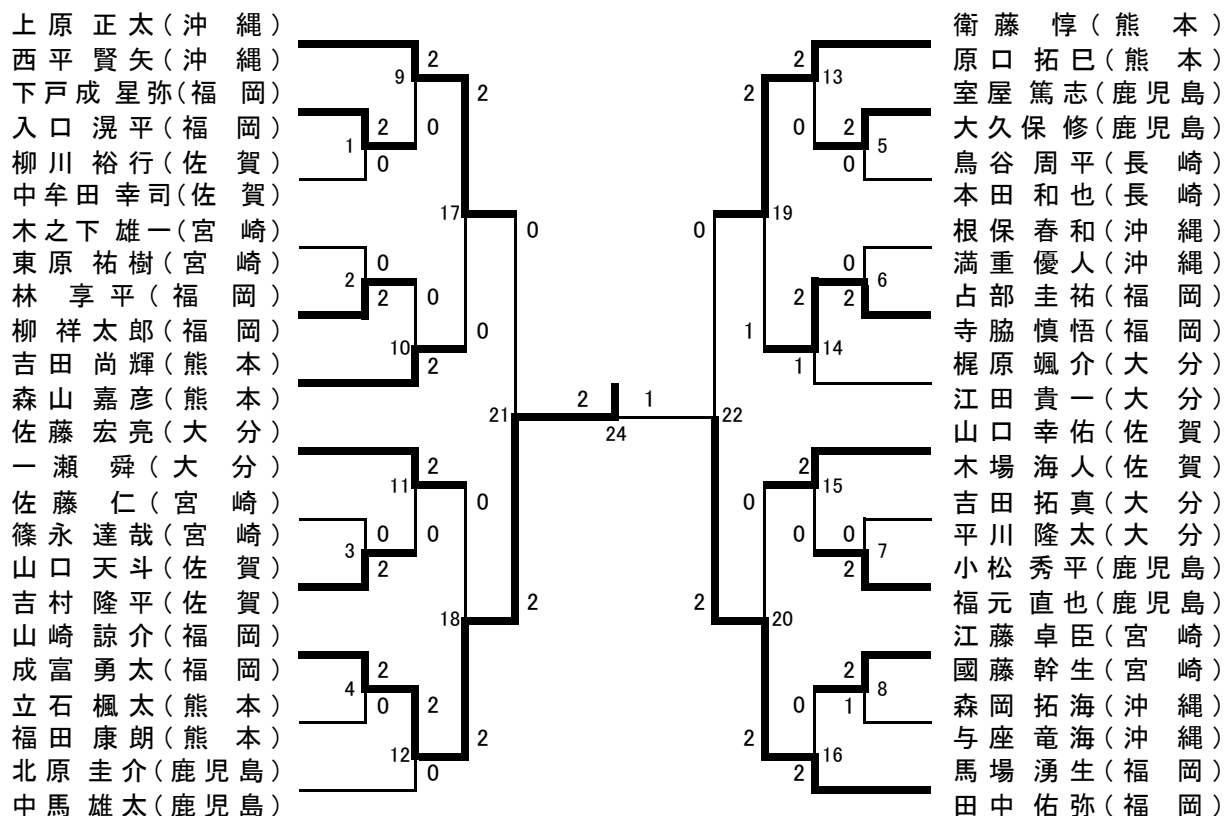 上原 正太(沖 縄)
西平 賢矢(沖 縄)
下戸成 星弥(福 岡)
入口 滉平(福 岡)
柳川 裕行(佐 賀)
中牟田 幸司(佐 賀)
木之下 雄一(宮 崎)
東原 祐樹(宮 崎)
林 享平(福 岡)
柳 祥太郎(福 岡)
吉田 尚輝(熊 本)
森山 嘉彦(熊 本)
佐藤 宏亮(大 分)
一瀬 舜(大 分)
佐藤 仁(宮 崎)
篠永 達哉(宮 崎)
山口 天斗(佐 賀)
吉村 隆平(佐 賀)
山崎 諒介(福 岡)
成富 勇太(福 岡)
立石 楓太(熊 本)
福田 康朗(熊 本)
北原 圭介(鹿児島)
中馬 雄太(鹿児島)
9 2
2
2 0
1
0
17
0
0
2
2 0
0
10
2
21
2
11
0
0 0
3
2
18
2
2
4
0 2
2
12
0
2 1
24
2 13
2
0 2
5
0
19
0
0
6
2 2
1
14
1
22
2
15
0
0 0
7
2
20
2
2
8
0 1
2
16
2
衛藤 惇(熊 本)
原口 拓巳(熊 本)
室屋 篤志(鹿児島)
大久保 修(鹿児島)
鳥谷 周平(長 崎)
本田 和也(長 崎)
根保 春和(沖 縄)
満重 優人(沖 縄)
占部 圭祐(福 岡)
寺脇 慎悟(福 岡)
梶原 颯介(大 分)
江田 貴一(大 分)
山口 幸佑(佐 賀)
木場 海人(佐 賀)
吉田 拓真(大 分)
平川 隆太(大 分)
小松 秀平(鹿児島)
福元 直也(鹿児島)
江藤 卓臣(宮 崎)
國藤 幹生(宮 崎)
森岡 拓海(沖 縄)
与座 竜海(沖 縄)
馬場 湧生(福 岡)
田中 佑弥(福 岡)